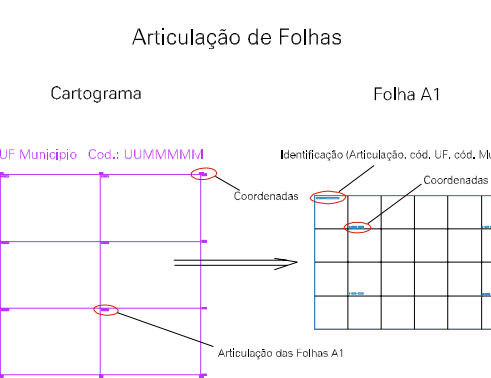 Articulação de Folhas
Cartograma
Folha A1
UF Municipio Cod.: UUMMMMM
Identificação (Articulação, cód. UF, cód. Mu
Coordenadas
Coordenadas
Articulação das Folhas A1